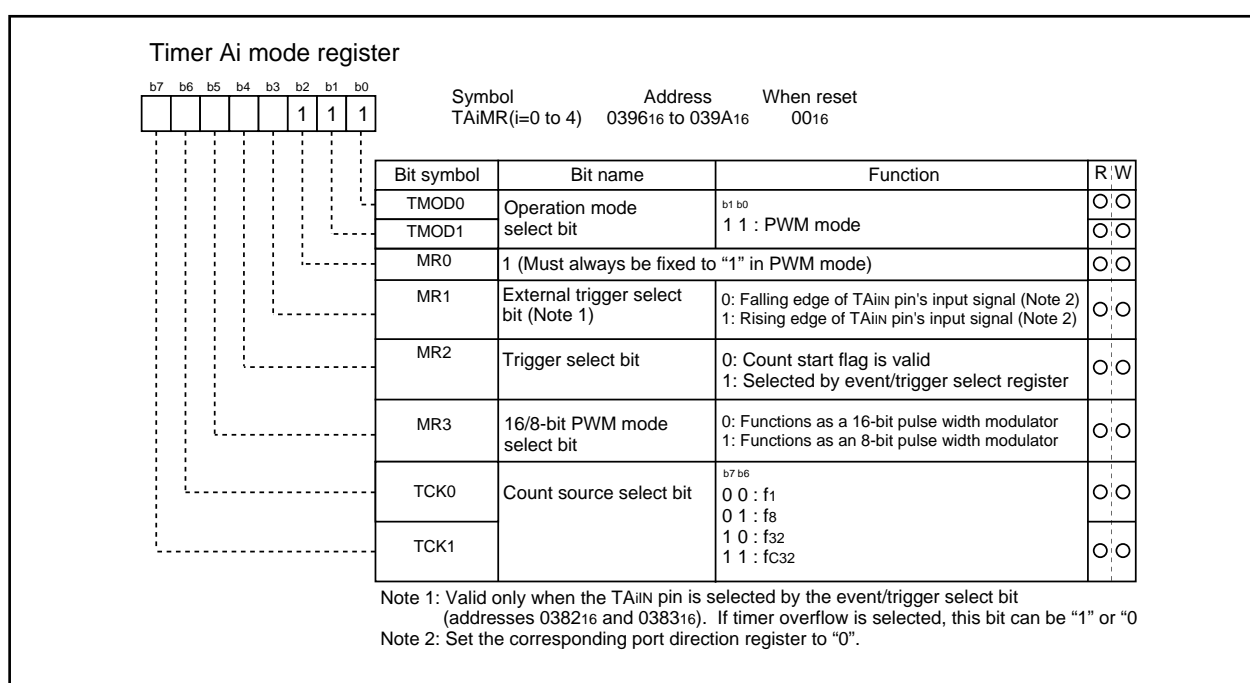 Timer Ai mode register
b7 b6 b5 b4 b3 b2 b1 b0
1 1 1
Symbol Address When reset
TAiMR(i=0 to 4) 039616 to 039A16 0016
Bit symbol Bit name Function R W
TMOD0
TMOD1
Operation mode
select bit
b1 b0
1 1 : PWM mode
MR0 1 (Must always be fixed to “1” in PWM mode)
MR1 External trigger select
bit (Note 1)
0: Falling edge of TAiIN pin's input signal (Note 2)
1: Rising edge of TAiIN pin's input signal (Note 2)
MR2 Trigger select bit
0: Count start flag is valid
1: Selected by event/trigger select register
MR3 16/8-bit PWM mode
select bit
0: Functions as a 16-bit pulse width modulator
1: Functions as an 8-bit pulse width modulator
TCK0
TCK1
Count source select bit
b7 b6
0 0 : f1
0 1 : f8
1 0 : f32
1 1 : fC32
Note 1: Valid only when the TAiIN pin is selected by the event/trigger select bit
(addresses 038216 and 038316). If timer overflow is selected, this bit can be “1” or “0
Note 2: Set the corresponding port direction register to “0”.